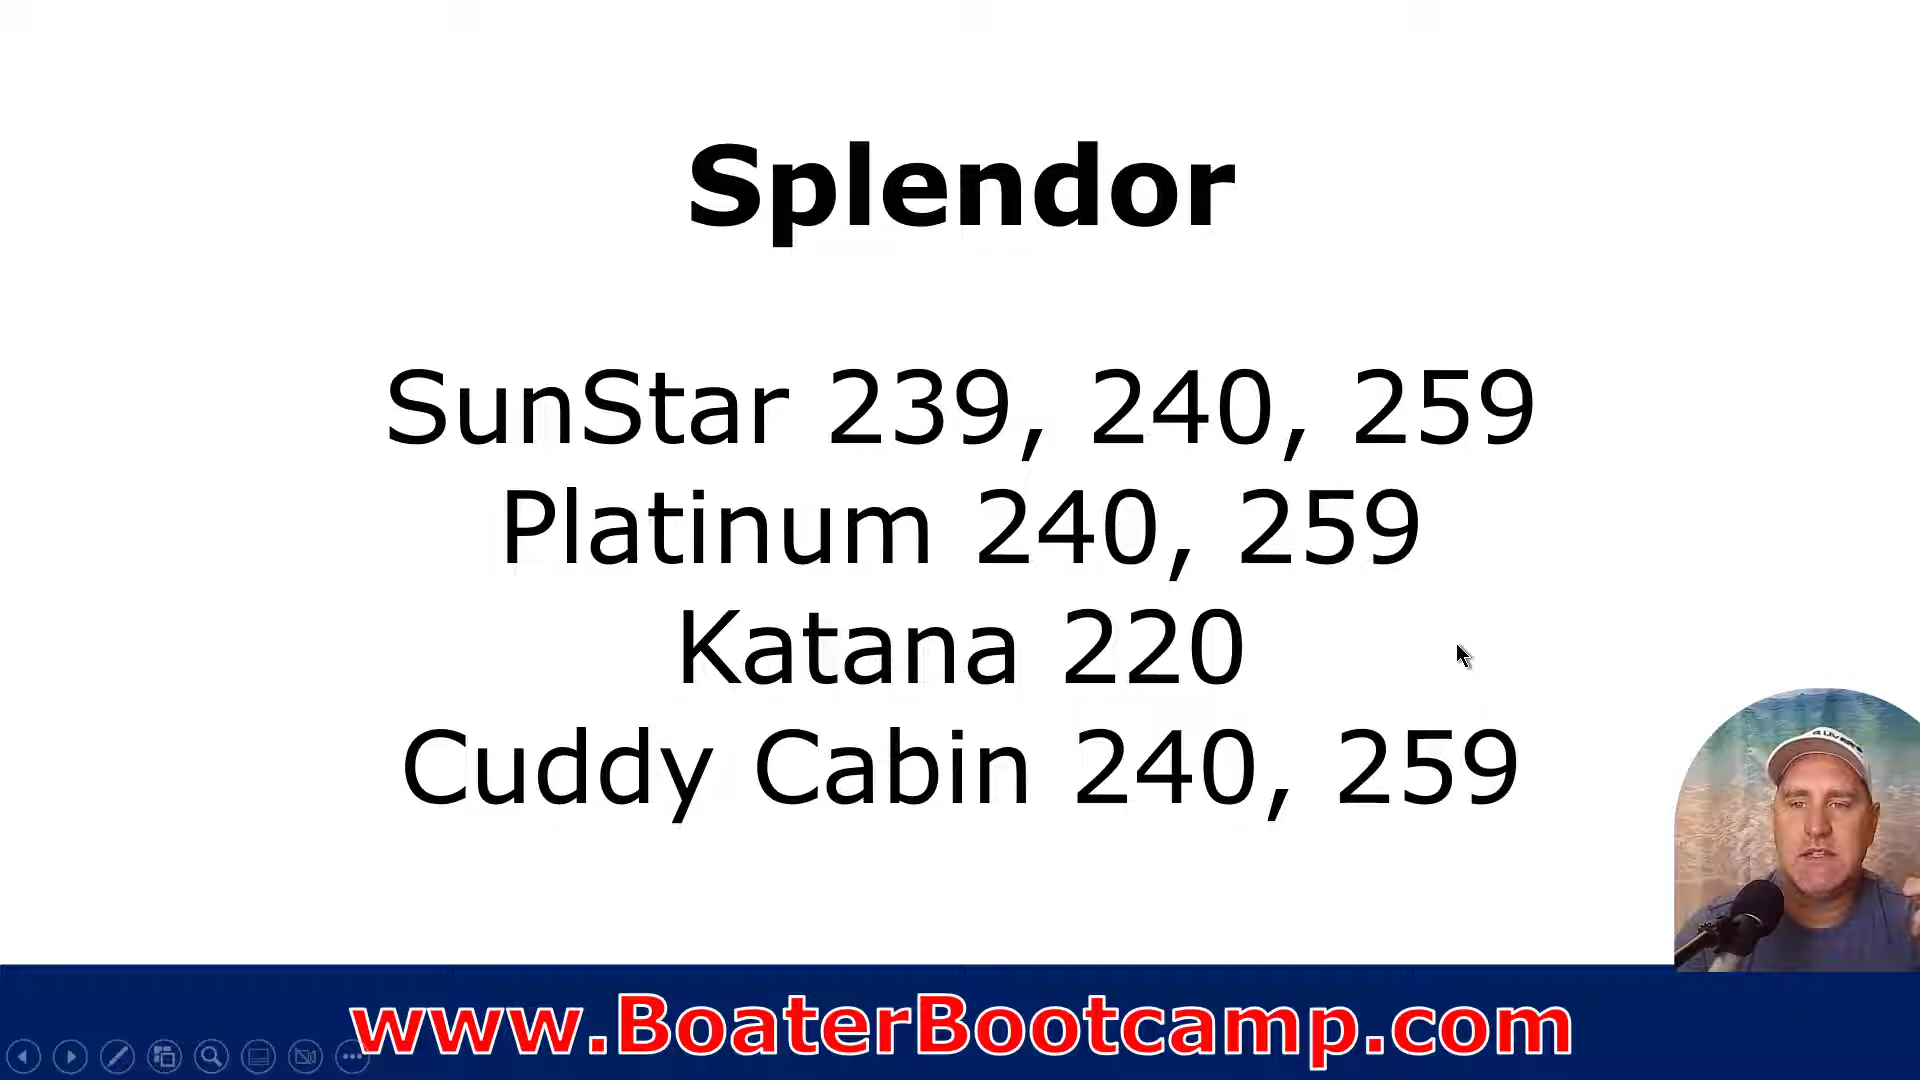 Splendor
SunStar 239, 240, 259
Platinum 240, 259
Katana 220
Cuddy Cabin 240, 259
www.BoaterBootcamp.com